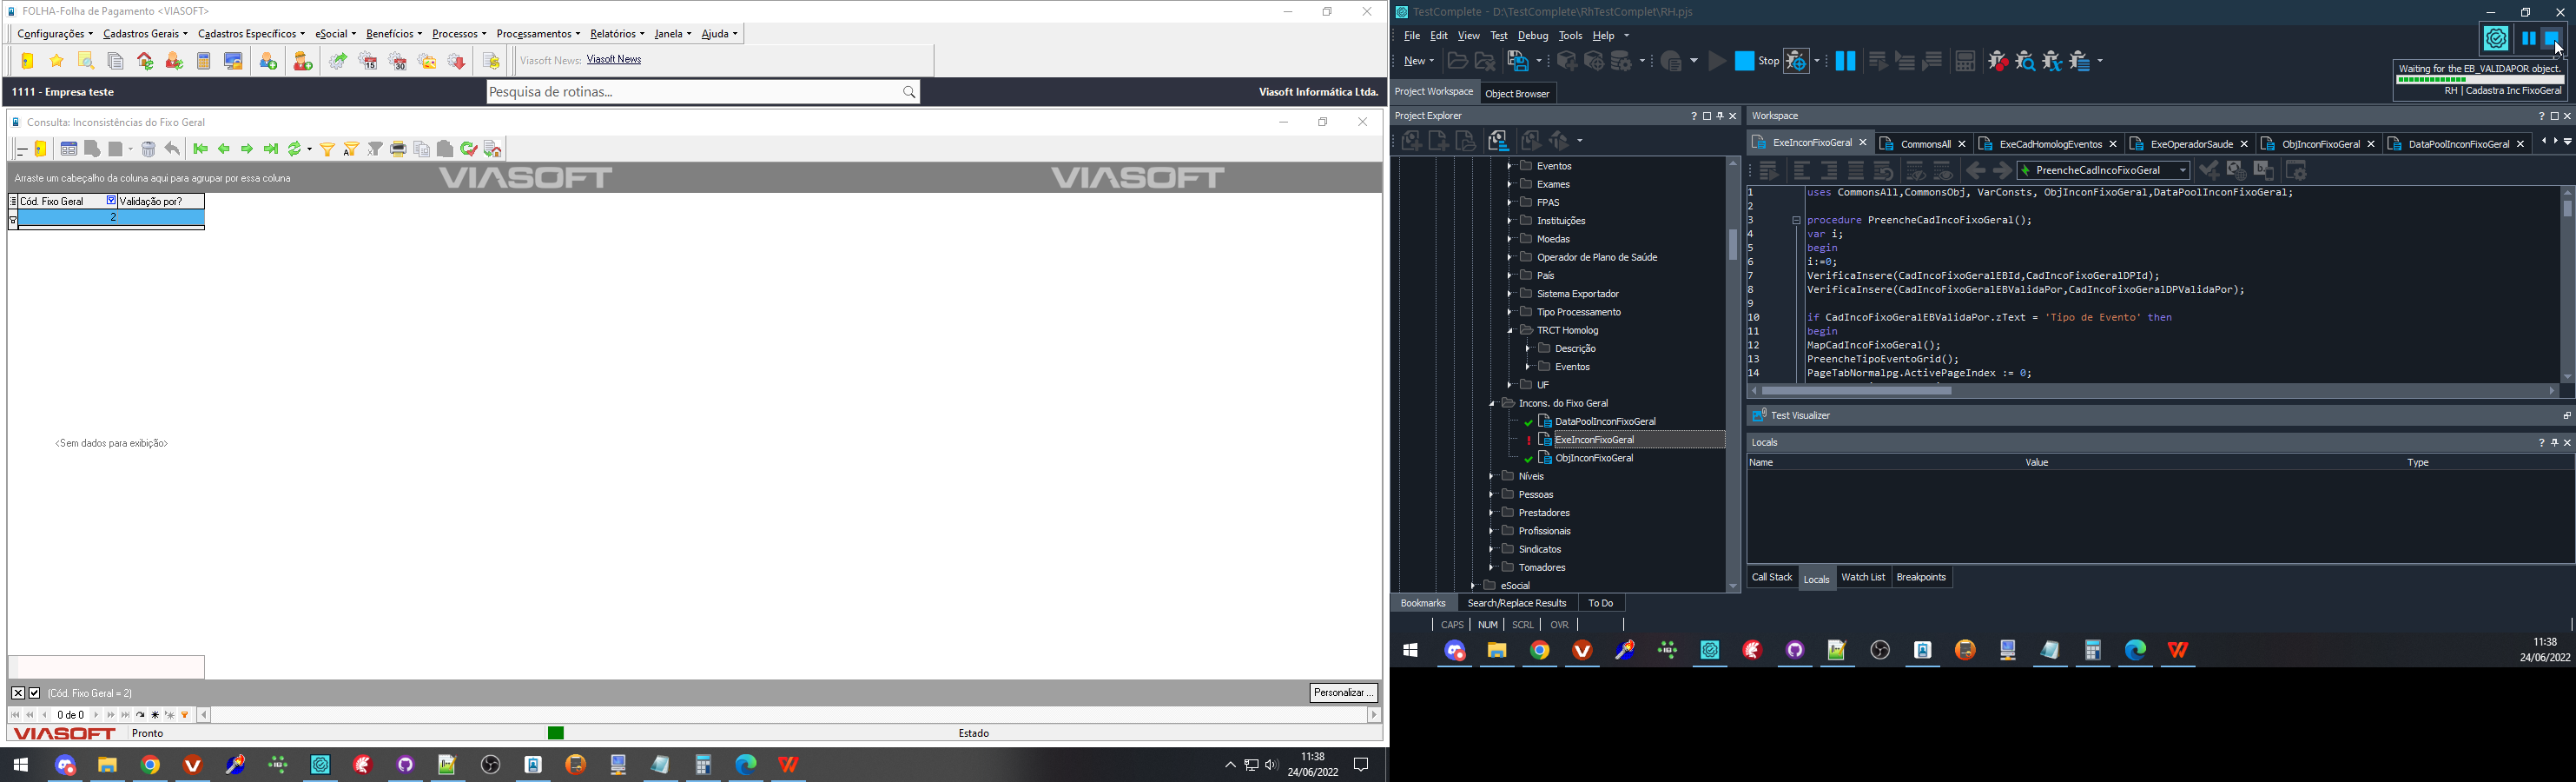 FOLHA-Folha de Pagamento <VIASOFT>
Configurações Cadastros Gerais Cadastros Específicos eSocial Benefícios Processos Processamentos Relatórios Janela Ajuda
Viasoft News: Viasoft News
1111 - Empresa teste
Pesquisa de rotinas...
Viasoft Informática Ltda.
Consulta: Inconsistências do Fixo Geral
Arraste um cabeçalho da coluna aqui para agrupar por essa coluna
VIASOFT VIASOFT
Cód. Fixo Geral Validação por?
2
<Sem dados para exibição>
(Cód. Fixo Geral = 2)
Personalizar ...
0 de 0
VIASOFT Pronto Estado
11:38
24/06/2022
TestComplete - D:\TestComplete\RhTestComplet\RH.pjs
File Edit View Test Debug Tools Help
New Stop
Waiting for the EB_VALIDAPOR object.
RH | Cadastra Inc FixoGeral
Project Workspace Object Browser
Project Explorer
Eventos
Exames
FPAS
Instituições
Moedas
Operador de Plano de Saúde
País
Sistema Exportador
Tipo Processamento
TRCT Homolog
Descrição
Eventos
UF
Incons. do Fixo Geral
DataPoolInconFixoGeral
ExeInconFixoGeral
ObjInconFixoGeral
Níveis
Pessoas
Prestadores
Profissionais
Sindicatos
Tomadores
eSocial
Workspace
ExeInconFixoGeral CommonsAll ExeCadHomologEventos ExeOperadorSaude ObjInconFixoGeral DataPoolInconFixoGeral
PreencheCadIncoFixoGeral
1 uses CommonsAll,CommonsObj, VarConsts, ObjInconFixoGeral,DataPoolInconFixoGeral;
2
3 procedure PreencheCadIncoFixoGeral();
4 var i;
5 begin
6 i:=0;
7 VerificaInsere(CadIncoFixoGeralEBId,CadIncoFixoGeralDPId);
8 VerificaInsere(CadIncoFixoGeralEBValidaPor,CadIncoFixoGeralDPValidaPor);
9
10 if CadIncoFixoGeralEBValidaPor.zText = 'Tipo de Evento' then
11 begin
12 MapCadIncoFixoGeral();
13 PreencheTipoEventoGrid();
14 PageTabNormalpg.ActivePageIndex := 0;
Test Visualizer
Locals
Name Value Type
Call Stack Locals Watch List Breakpoints
Bookmarks Search/Replace Results To Do
CAPS NUM SCRL OVR
11:38
24/06/2022